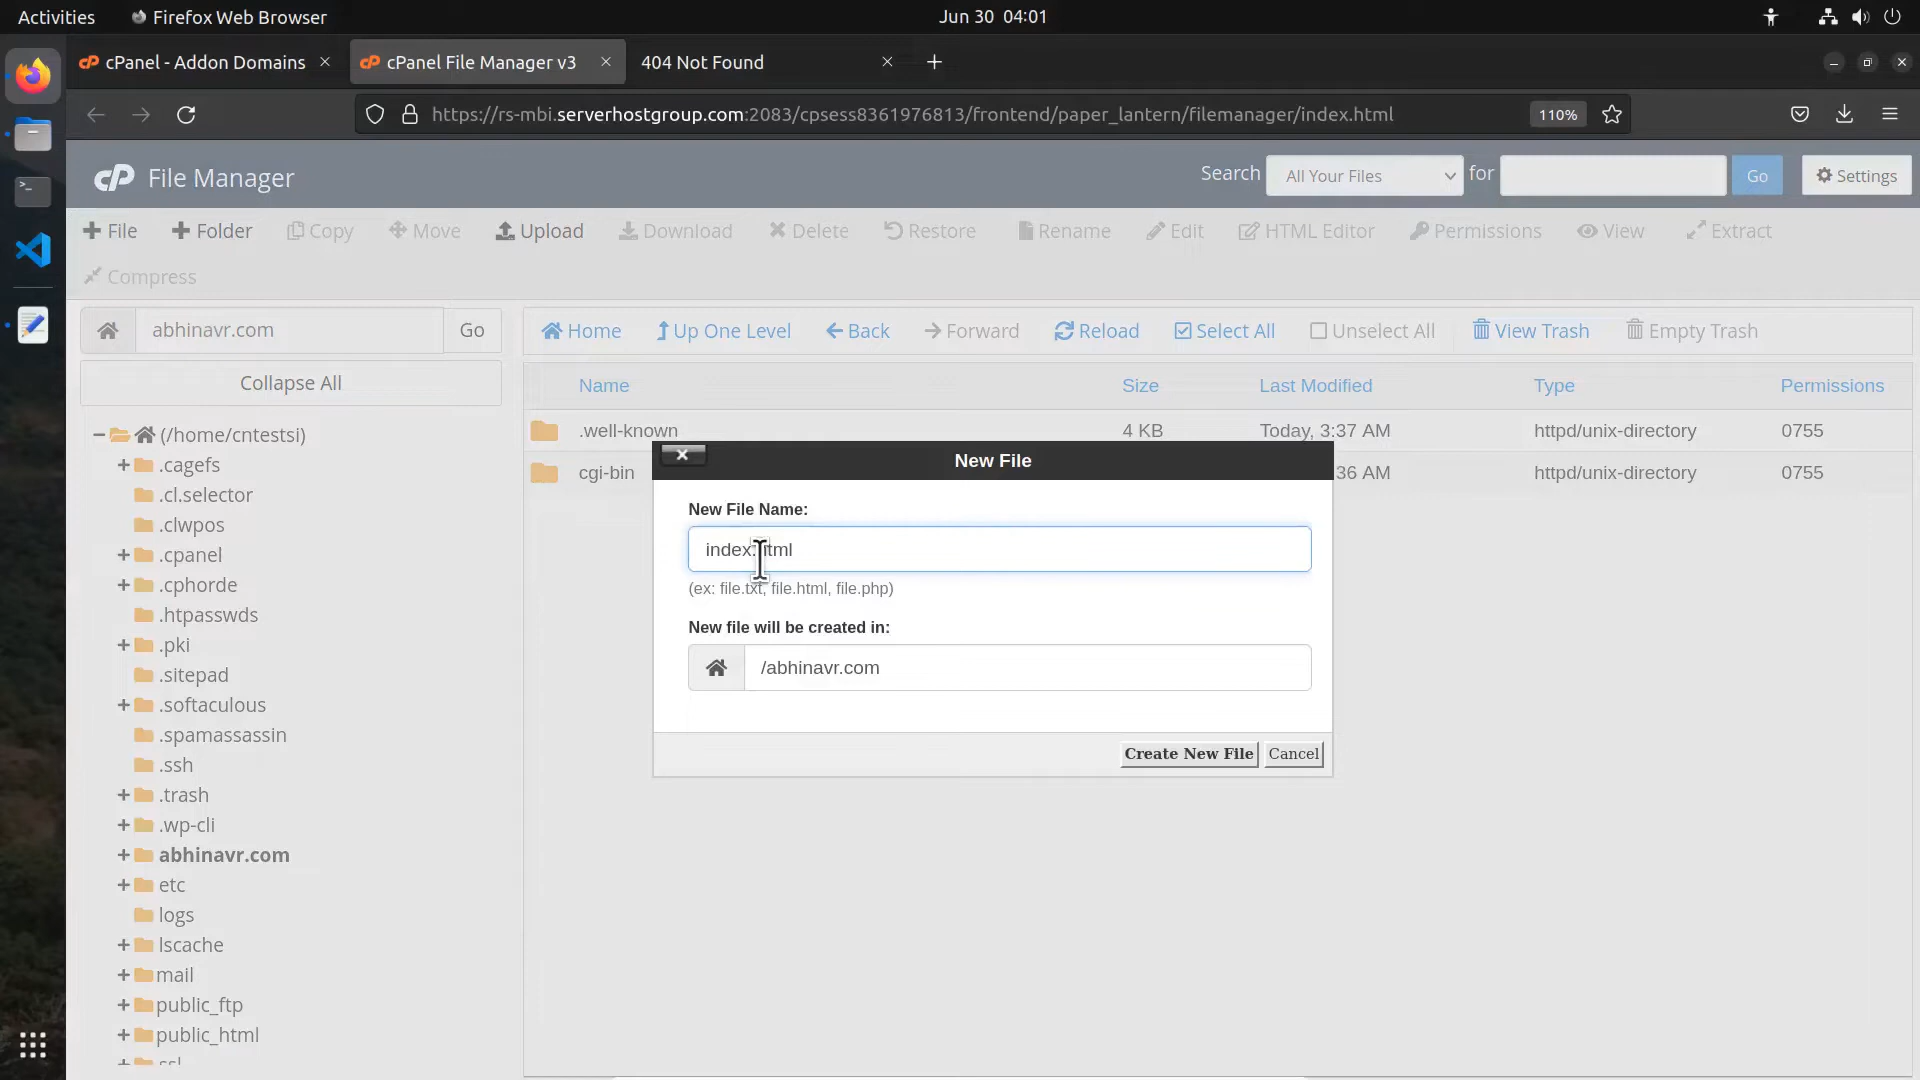 Activities Firefox Web Browser Jun 30 04:01
cPanel - Addon Domains cPanel File Manager v3 404 Not Found
https://rs-mbi.serverhostgroup.com:2083/cpsess8361976813/frontend/paper_lantern/filemanager/index.html 110%
cP File Manager Search All Your Files for Go Settings
File Folder Copy Move Upload Download Delete Restore Rename Edit HTML Editor Permissions View Extract
Compress
abhinavr.com Go Home Up One Level Back Forward Reload Select All Unselect All View Trash Empty Trash
Collapse All
Name Size Last Modified Type Permissions
.well-known 4 KB Today, 3:37 AM httpd/unix-directory 0755
cgi-bin 36 AM httpd/unix-directory 0755
(/home/cntestsi)
.cagefs
.cl.selector
.clwpos
.cpanel
.cphorde
.htpasswds
.pki
.sitepad
.softaculous
.spamassassin
.ssh
.trash
.wp-cli
abhinavr.com
etc
logs
lscache
mail
public_ftp
public_html
New File
New File Name:
index.html
(ex: file.txt, file.html, file.php)
New file will be created in:
/abhinavr.com
Create New File Cancel